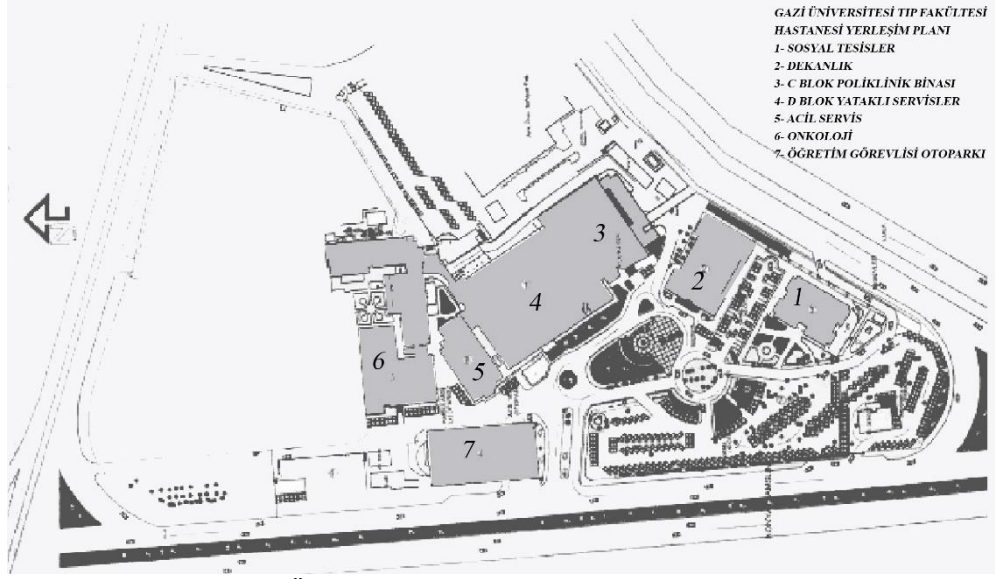 GAZİ ÜNİVERSİTESİ TIP FAKÜLTESİ
HASTANESİ YERLEŞİM PLANI
1- SOSYAL TESİSLER
2- DEKANLIK
3- C BLOK POLİKLİNİK BİNASI
4- D BLOK YATAKLI SERVİSLER
5- ACİL SERVİS
6- ONKOLOJİ
7- ÖĞRETİM GÖREVLİSİ OTOPARKI
3
2
1
4
6
5
7